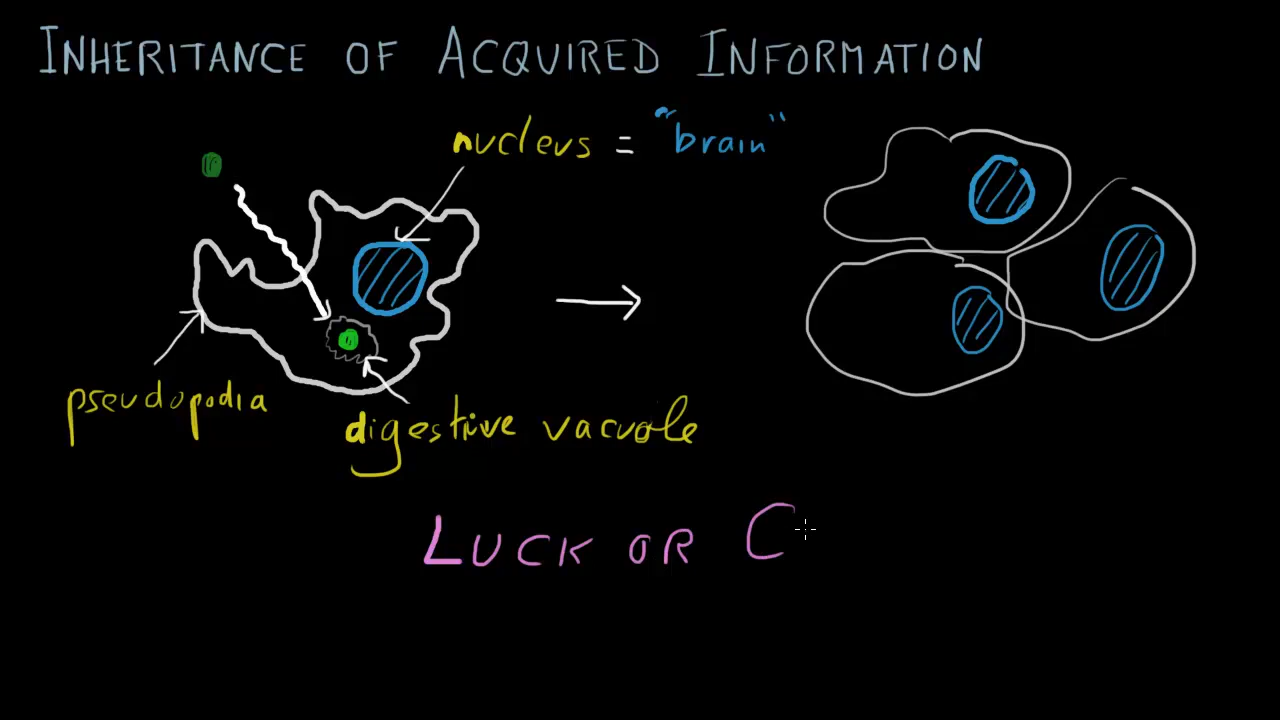 INHERITANCE OF ACQUIRED INFORMATION
nucleus = "brain"
pseudopodia
digestive vacuole
LUCK OR C